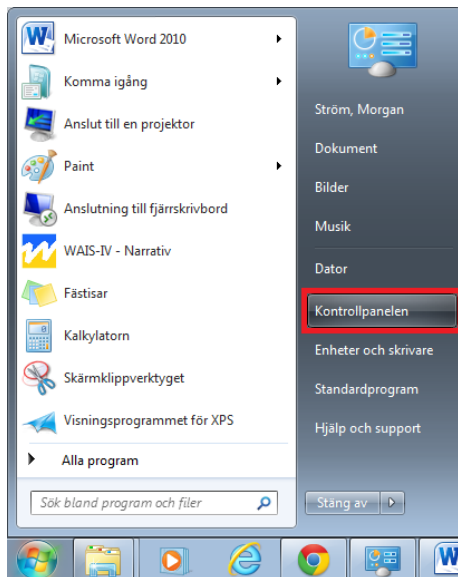 Microsoft Word 2010
Komma igång
Anslut till en projektor
Paint
Anslutning till fjärrskrivbord
WAIS-IV - Narrativ
Fästisar
Kalkylatorn
Skärmklippverktyget
Visningsprogrammet för XPS
Alla program
Sök bland program och filer
Ström, Morgan
Dokument
Bilder
Musik
Dator
Kontrollpanelen
Enheter och skrivare
Standardprogram
Hjälp och support
Stäng av